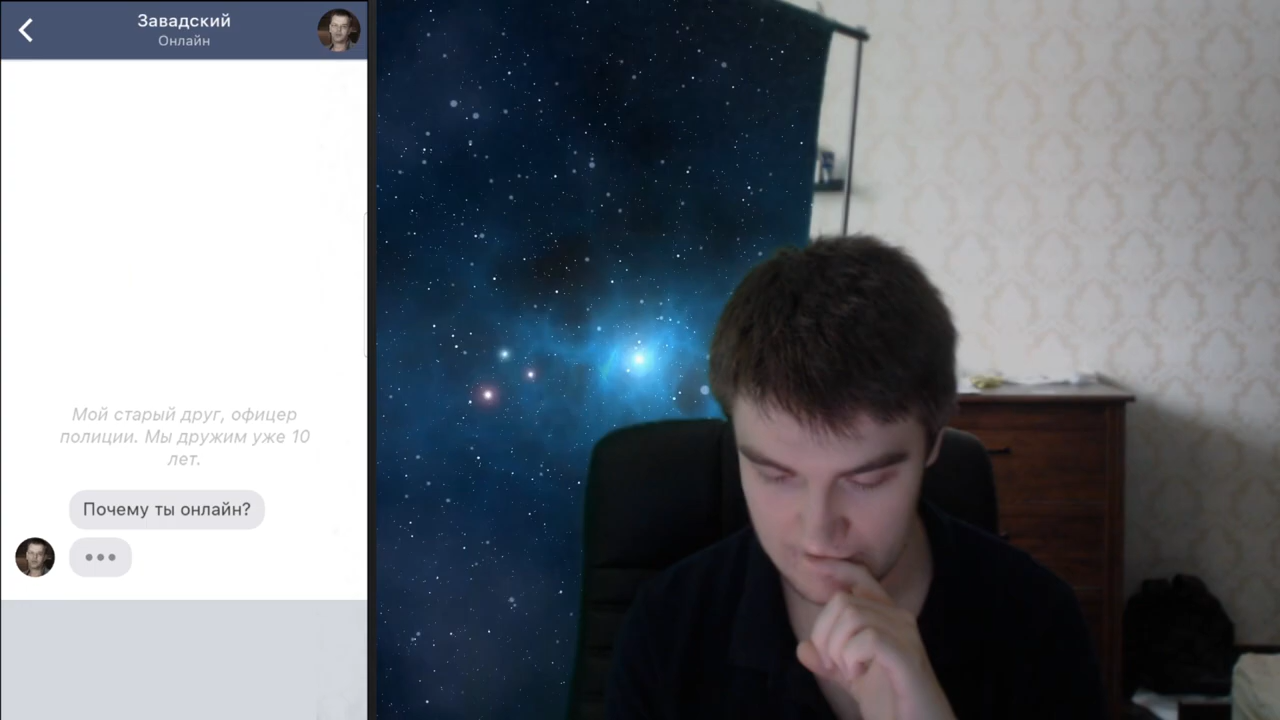 Завадский
Онлайн
Мой старый друг, офицер
полиции. Мы дружим уже 10
лет.
Почему ты онлайн?